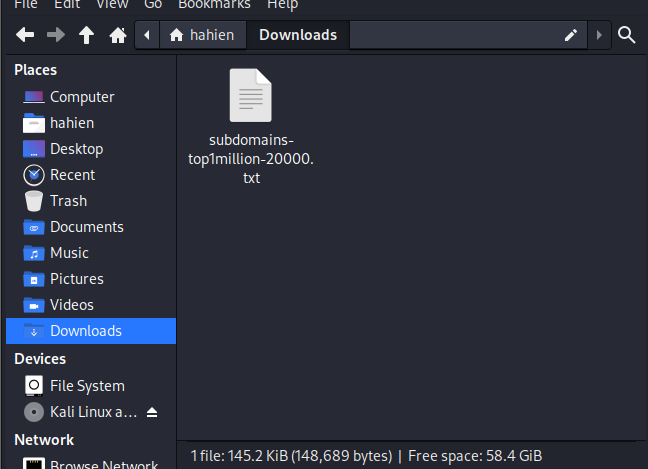 File Edit View Go Bookmarks Help
hahien Downloads
Places
Computer
hahien
Desktop
Recent
Trash
Documents
Music
Pictures
Videos
Downloads
Devices
File System
Kali Linux a...
Network
Browse Network
subdomains-
top1million-20000.
txt
1 file: 145.2 KiB (148,689 bytes) | Free space: 58.4 GiB